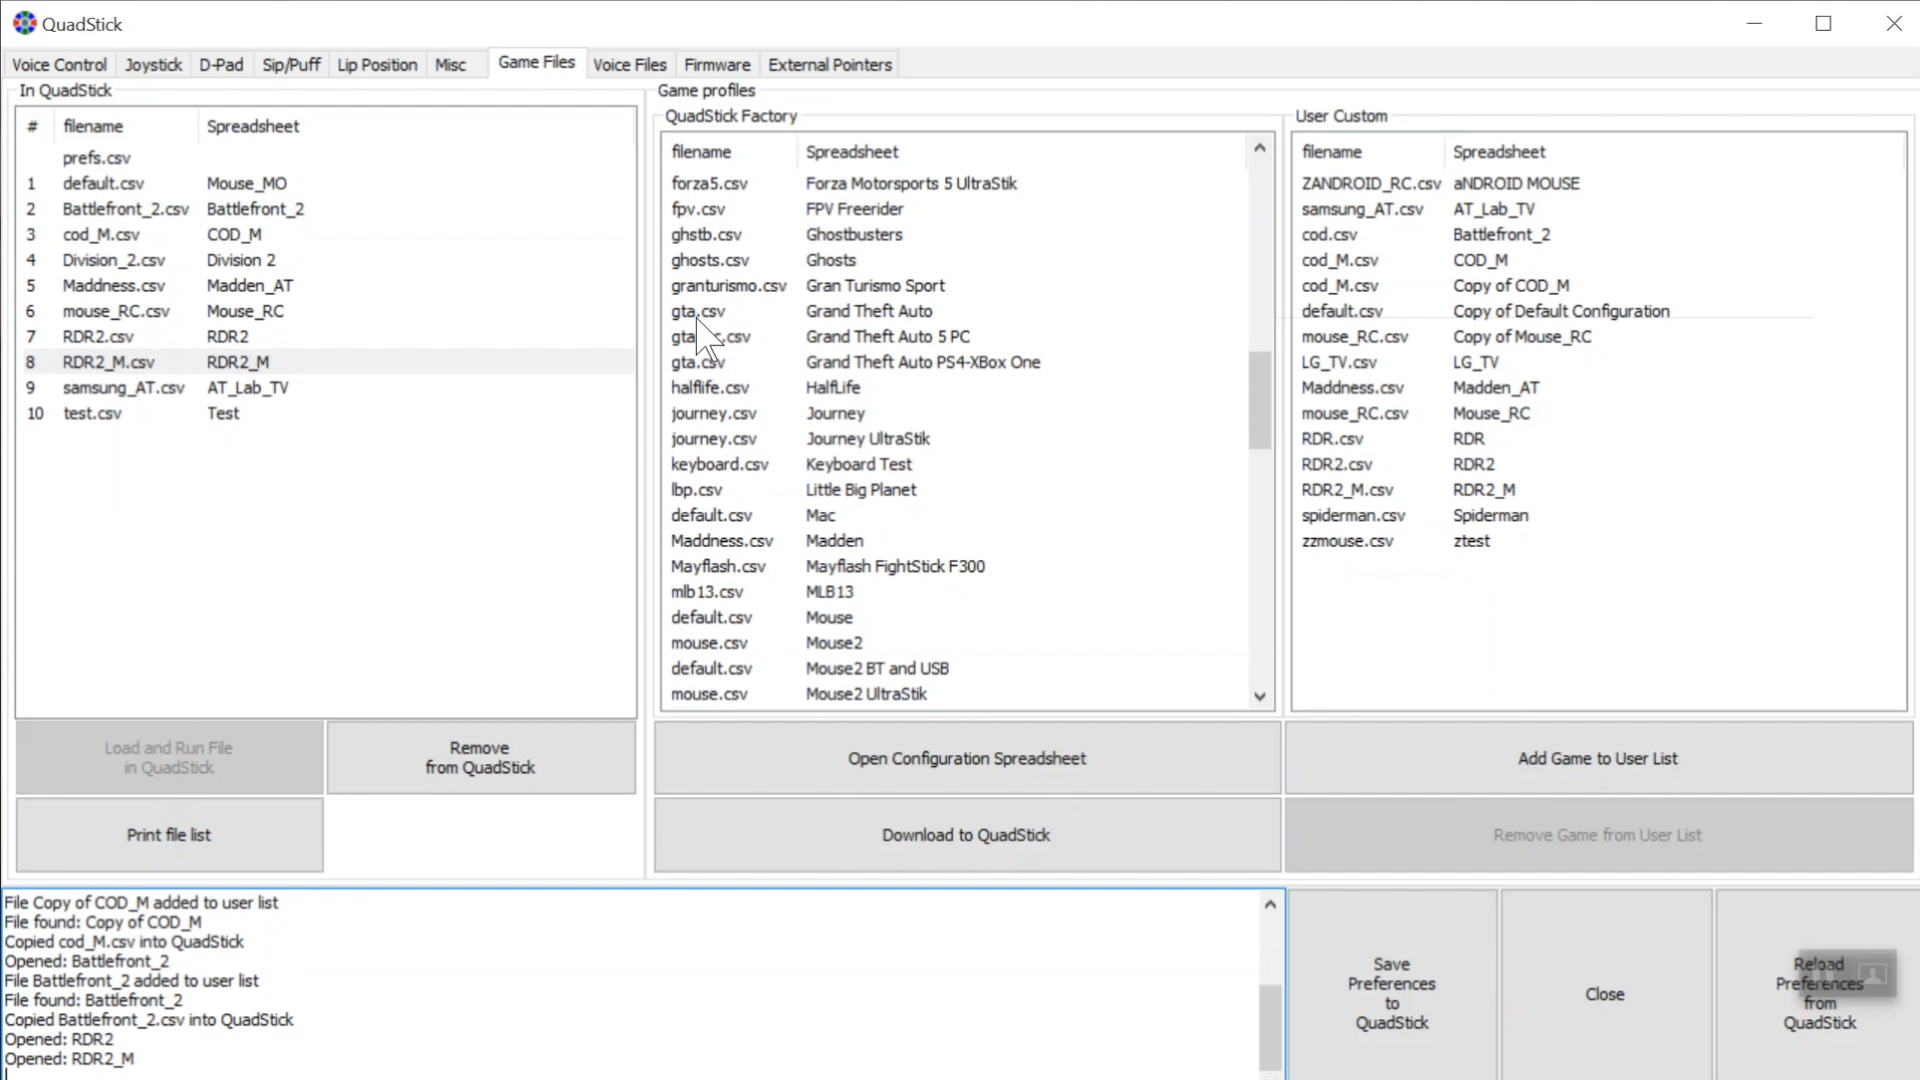 QuadStick
Voice Control Joystick D-Pad Sip/Puff Lip Position Misc Game Files Voice Files Firmware External Pointers
In QuadStick
# filename Spreadsheet
prefs.csv
1 default.csv Mouse_MO
2 Battlefront_2.csv Battlefront_2
3 cod_M.csv COD_M
4 Division_2.csv Division 2
5 Maddness.csv Madden_AT
6 mouse_RC.csv Mouse_RC
7 RDR2.csv RDR2
8 RDR2_M.csv RDR2_M
9 samsung_AT.csv AT_Lab_TV
10 test.csv Test
Load and Run File
in QuadStick
Remove
from QuadStick
Print file list
Game profiles
QuadStick Factory
filename Spreadsheet
forza5.csv Forza Motorsports 5 UltraStik
fpv.csv FPV Freerider
ghstb.csv Ghostbusters
ghosts.csv Ghosts
granturismo.csv Gran Turismo Sport
gta.csv Grand Theft Auto
Grand Theft Auto 5 PC
gta.csv Grand Theft Auto PS4-XBox One
halflife.csv HalfLife
journey.csv Journey
journey.csv Journey UltraStik
keyboard.csv Keyboard Test
lbp.csv Little Big Planet
default.csv Mac
Maddness.csv Madden
Mayflash.csv Mayflash FightStick F300
mlb13.csv MLB13
default.csv Mouse
mouse.csv Mouse2
default.csv Mouse2 BT and USB
mouse.csv Mouse2 UltraStik
Open Configuration Spreadsheet
Download to QuadStick
User Custom
filename Spreadsheet
ZANDROID_RC.csv aNDROID MOUSE
samsung_AT.csv AT_Lab_TV
cod.csv Battlefront_2
cod_M.csv COD_M
cod_M.csv Copy of COD_M
default.csv Copy of Default Configuration
mouse_RC.csv Copy of Mouse_RC
LG_TV.csv LG_TV
Maddness.csv Madden_AT
mouse_RC.csv Mouse_RC
RDR.csv RDR
RDR2.csv RDR2
RDR2_M.csv RDR2_M
spiderman.csv Spiderman
zzmouse.csv ztest
Add Game to User List
Remove Game from User List
File Copy of COD_M added to user list
File found: Copy of COD_M
Copied cod_M.csv into QuadStick
Opened: Battlefront_2
File Battlefront_2 added to user list
File found: Battlefront_2
Copied Battlefront_2.csv into QuadStick
Opened: RDR2
Opened: RDR2_M
Save
Preferences
to
QuadStick
Close
Reload
Preferences
from
QuadStick